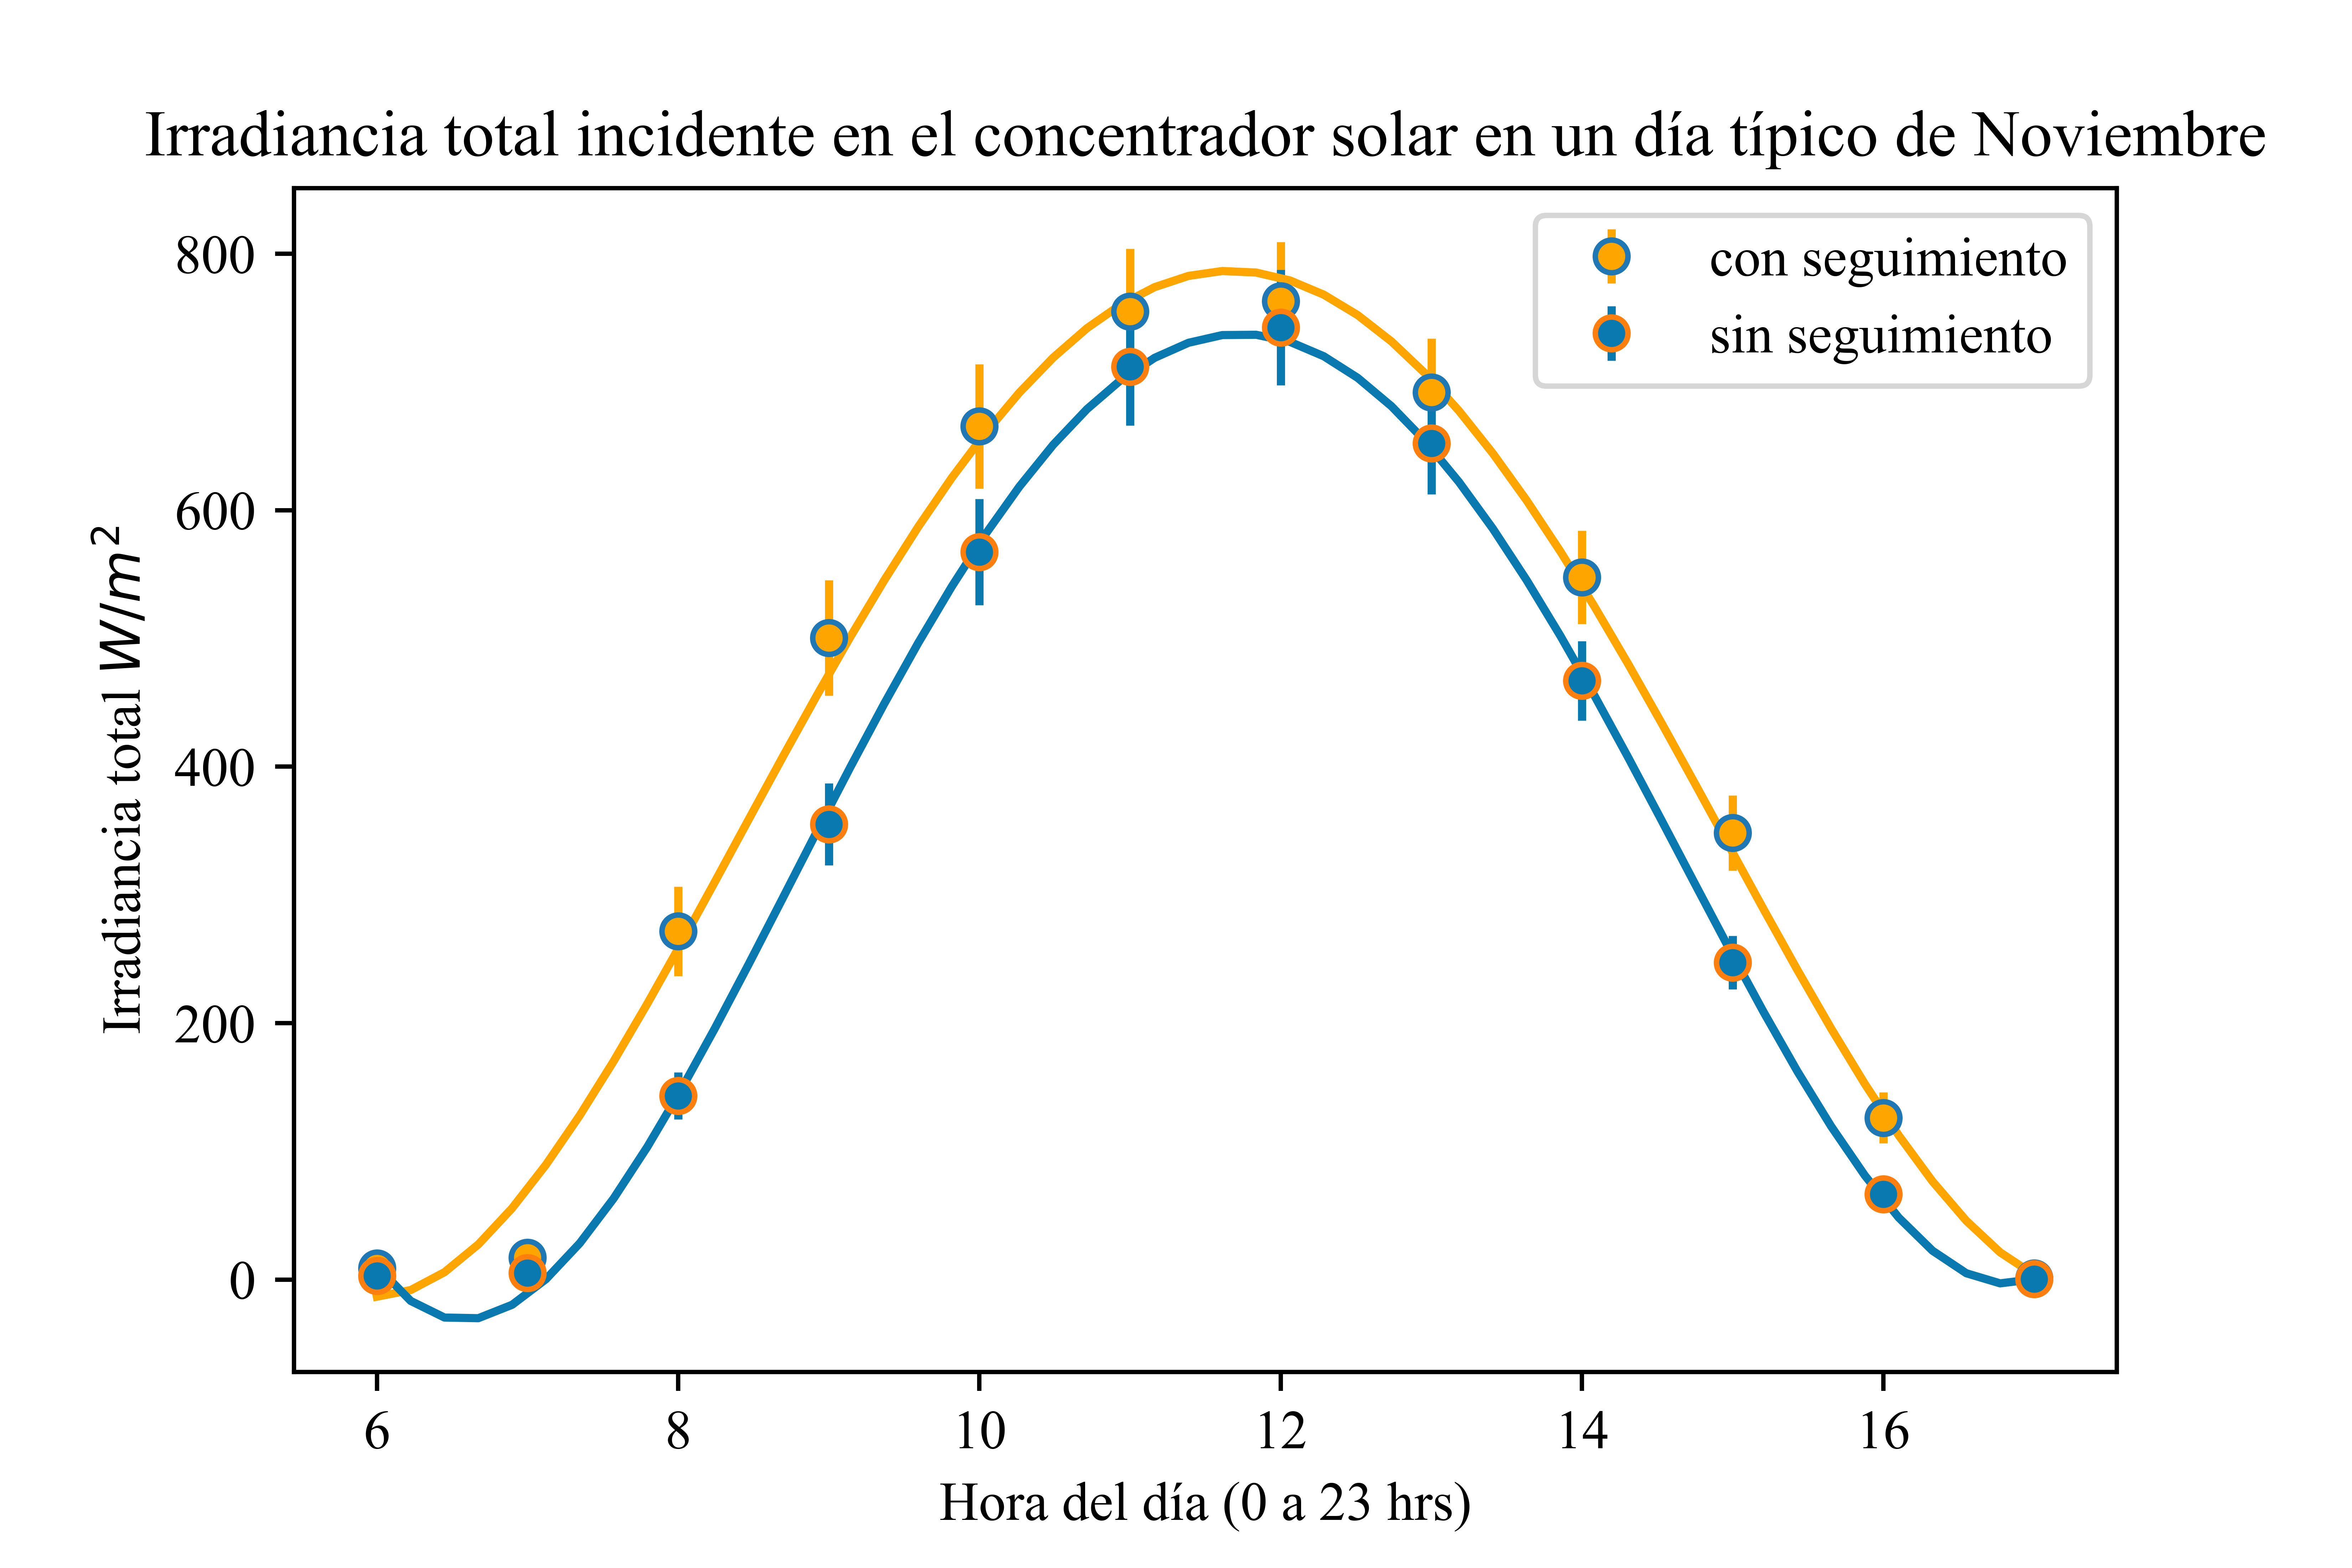 Irradiancia total incidente en el concentrador solar en un día típico de Noviembre
con seguimiento
sin seguimiento
Irradiancia total W/m²
800
600
400
200
0
6 8 10 12 14 16
Hora del día (0 a 23 hrs)